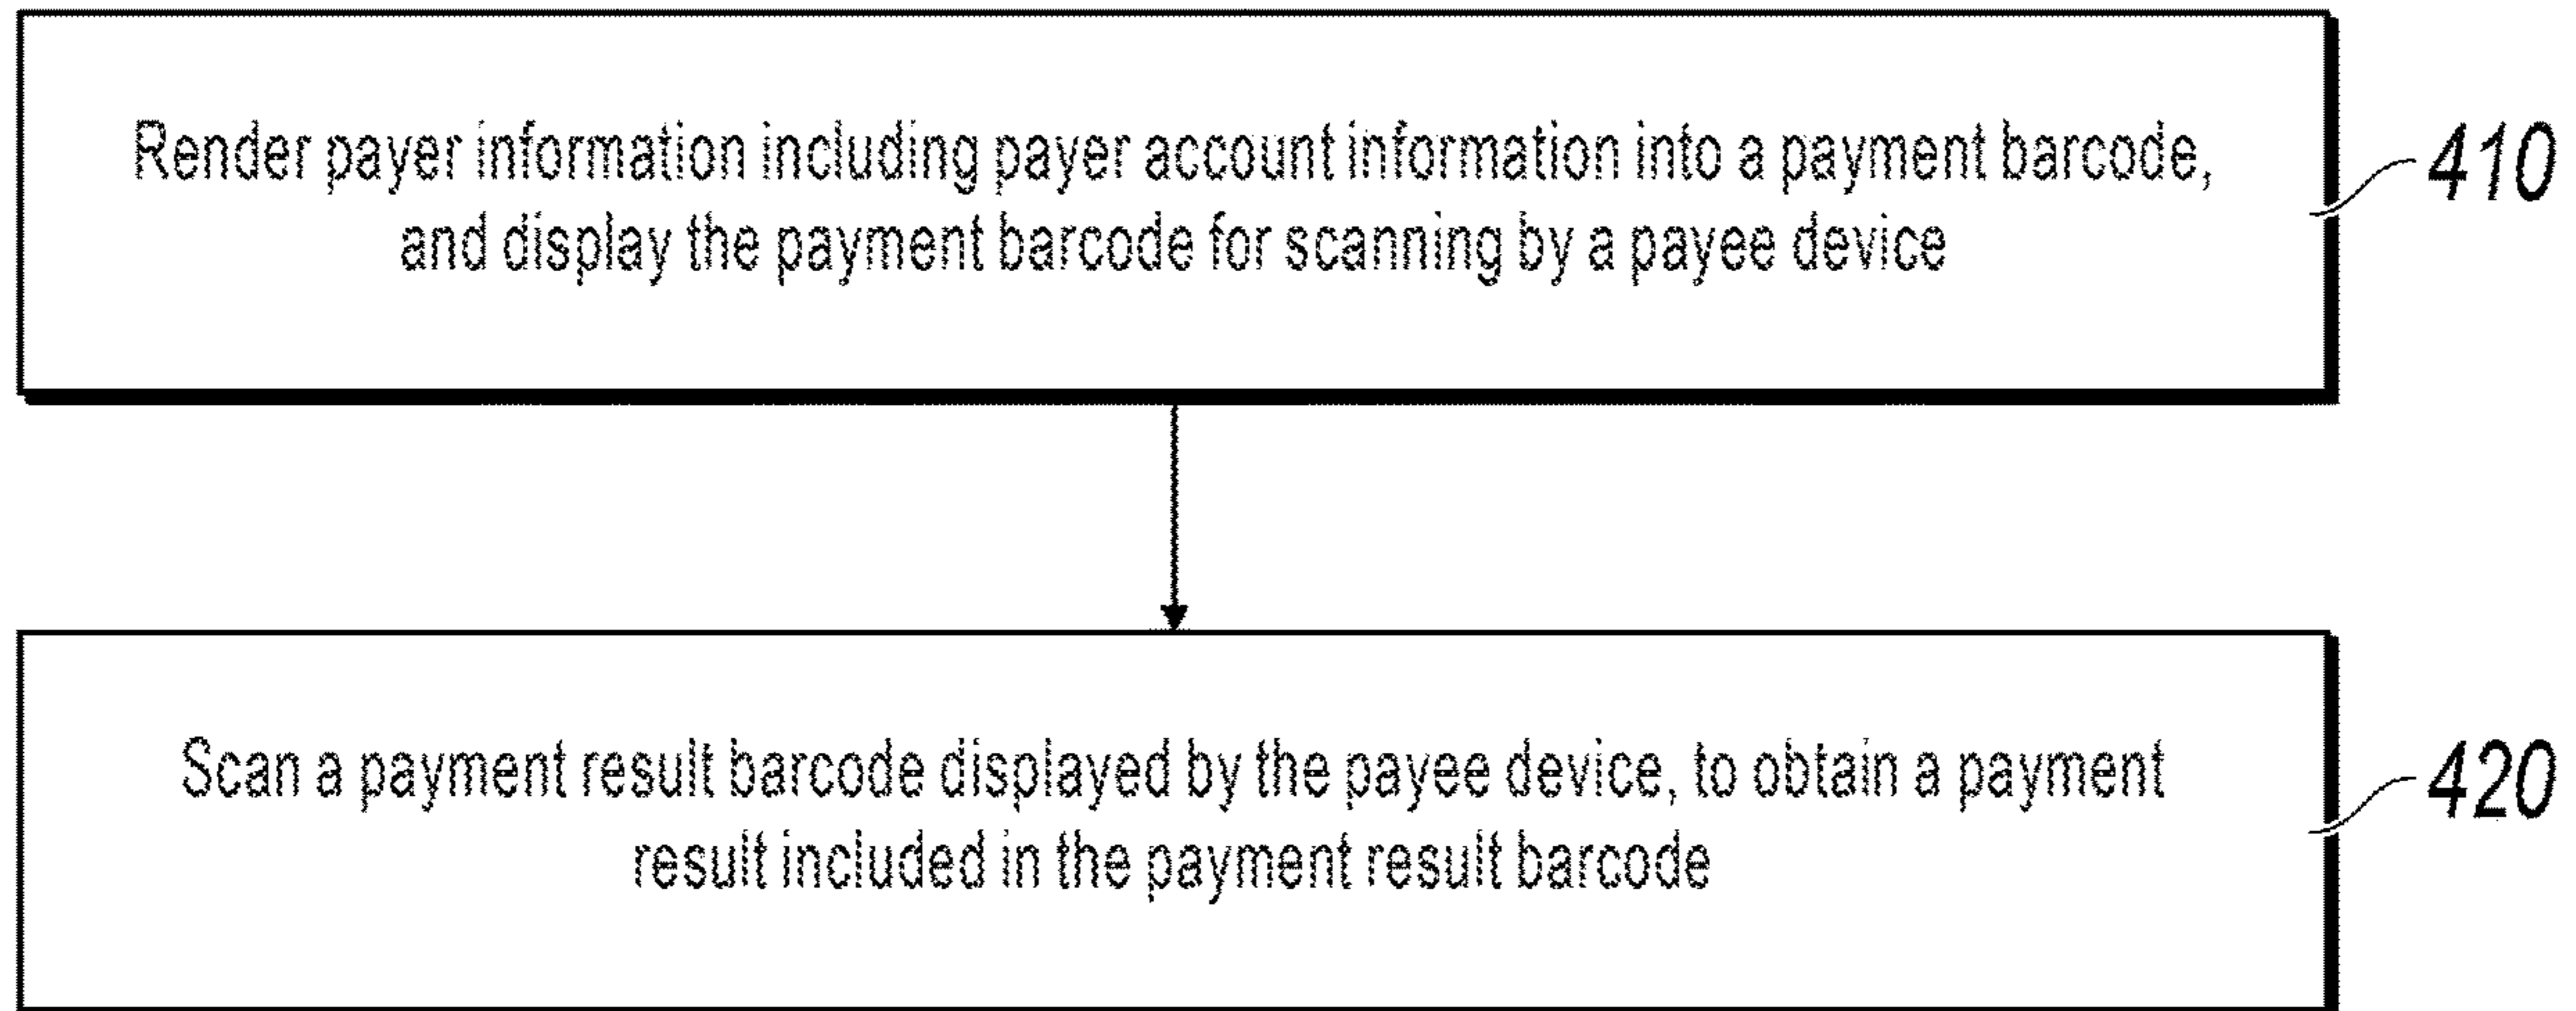 Render payer information including payer account information into a payment barcode,
and display the payment barcode for scanning by a payee device
410
Scan a payment result barcode displayed by the payee device, to obtain a payment
result included in the payment result barcode
420